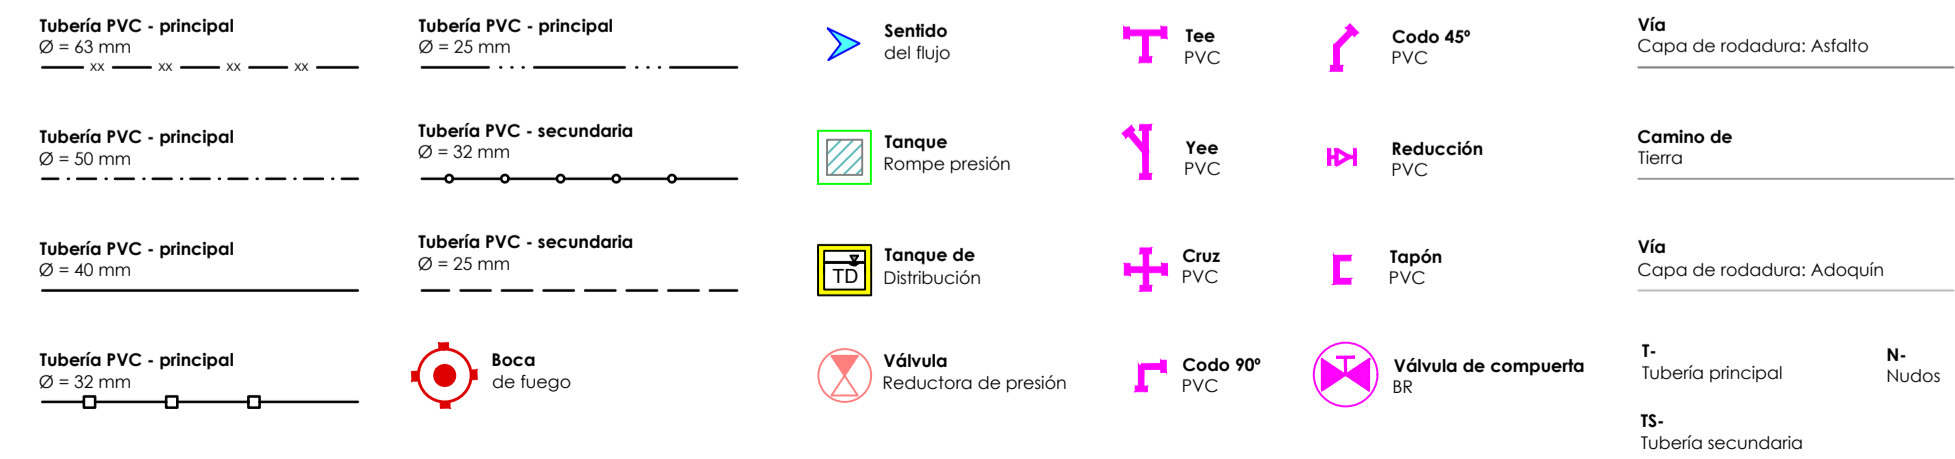 Tubería PVC - principal
Ø = 63 mm
xx xx xx xx
Tubería PVC - principal
Ø = 50 mm
Tubería PVC - principal
Ø = 40 mm
Tubería PVC - principal
Ø = 32 mm
Tubería PVC - principal
Ø = 25 mm
Tubería PVC - secundaria
Ø = 32 mm
Tubería PVC - secundaria
Ø = 25 mm
Boca
de fuego
Sentido
del flujo
Tanque
Rompe presión
TD
Tanque de
Distribución
Válvula
Reductora de presión
Tee
PVC
Yee
PVC
Cruz
PVC
Codo 90º
PVC
Codo 45º
PVC
Reducción
PVC
Tapón
PVC
Válvula de compuerta
BR
Vía
Capa de rodadura: Asfalto
Camino de
Tierra
Vía
Capa de rodadura: Adoquín
T-
Tubería principal
N-
Nudos
TS-
Tubería secundaria